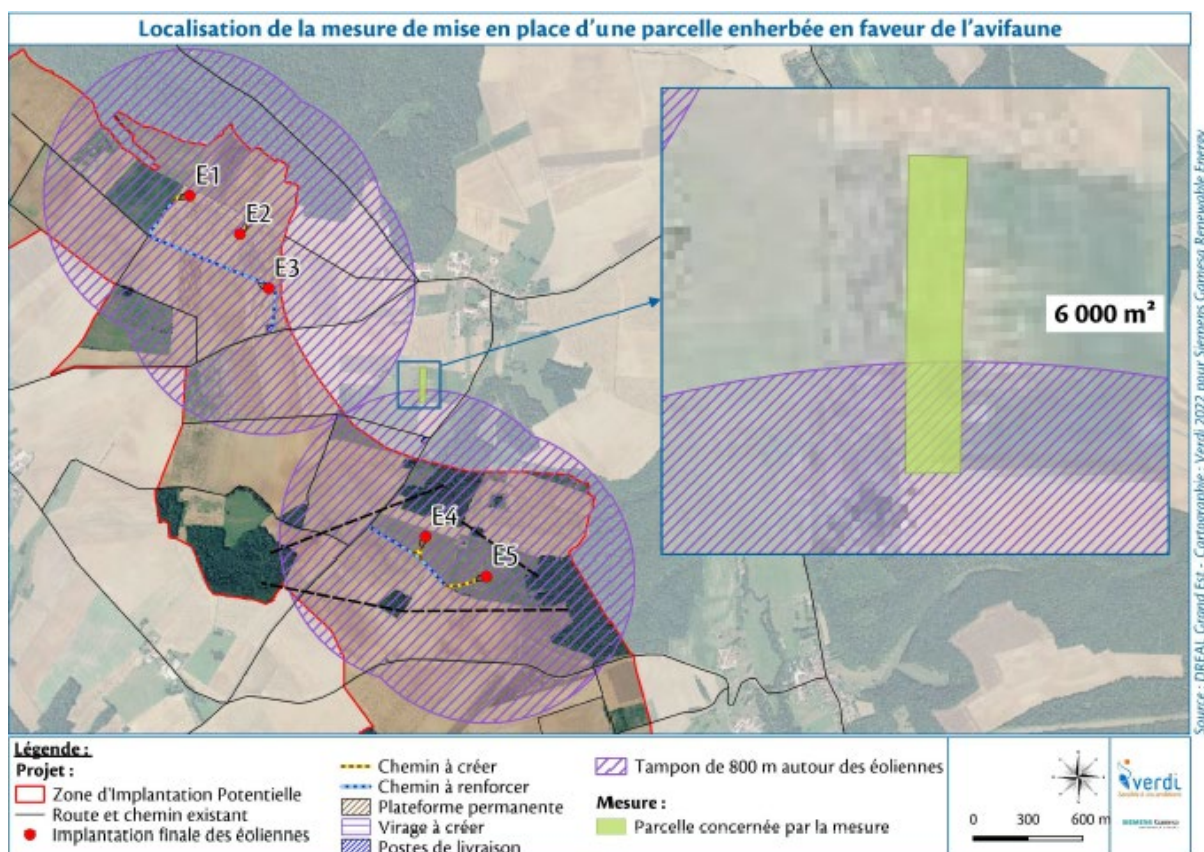 Localisation de la mesure de mise en place d'une parcelle enherbée en faveur de l'avifaune
E1
E2
E3
E4
E5
6 000 m²
Source : DREAL Grand Est - Cartographie : Verdi 2022 pour Siemens Gamesa Renewable Energy
Légende :
Projet :
Zone d'Implantation Potentielle
Route et chemin existant
Implantation finale des éoliennes
Chemin à créer
Chemin à renforcer
Plateforme permanente
Virage à créer
Postes de livraison
Tampon de 800 m autour des éoliennes
Mesure :
Parcelle concernée par la mesure
0 300 600 m
verdi
SIEMENS Gamesa